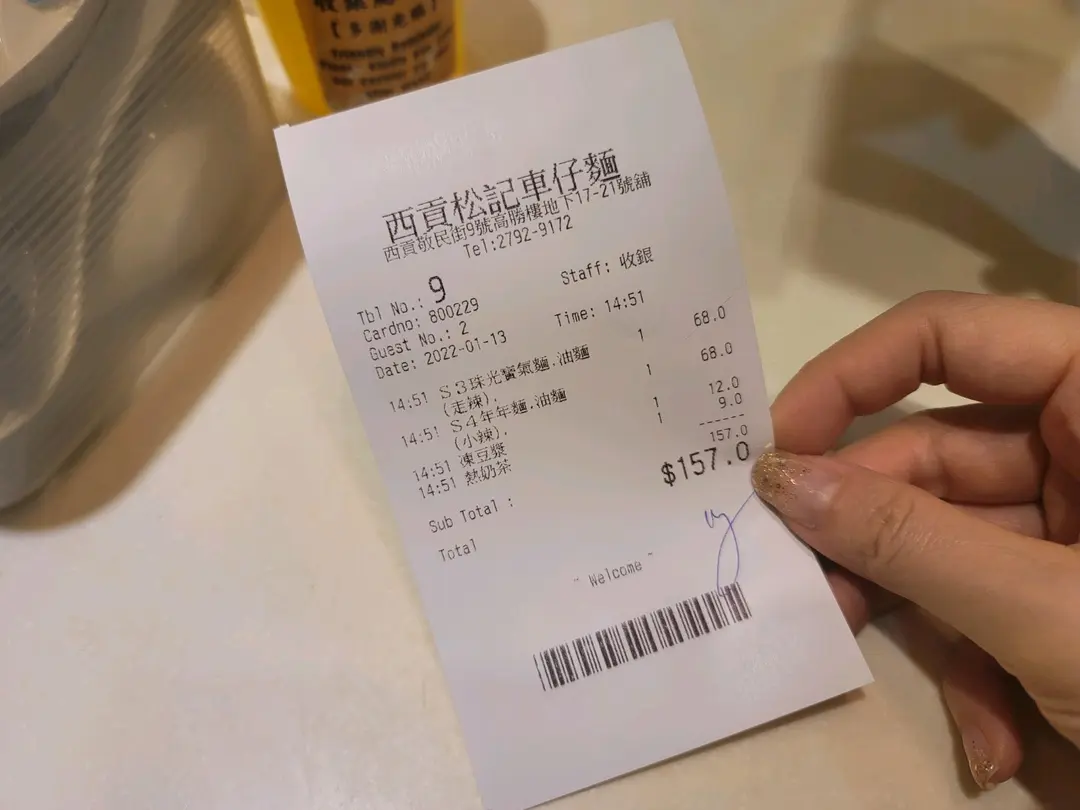 【多謝光顧】
西貢松記車仔麵
西貢敬民街9號高勝樓地下17-21號舖
Tel:2792-9172
Tbl No.: 9
Staff: 收銀
Cardno: 800229
Guest No.: 2
Date: 2022-01-13 Time: 14:51
14:51 S3珠光寶氣麵.油麵 1 68.0
(走辣).
14:51 S4年年麵.油麵 1 68.0
(小辣).
14:51 凍豆漿 1 12.0
14:51 熱奶茶 1 9.0
------
Sub Total : 157.0
Total $157.0
~ Welcome ~